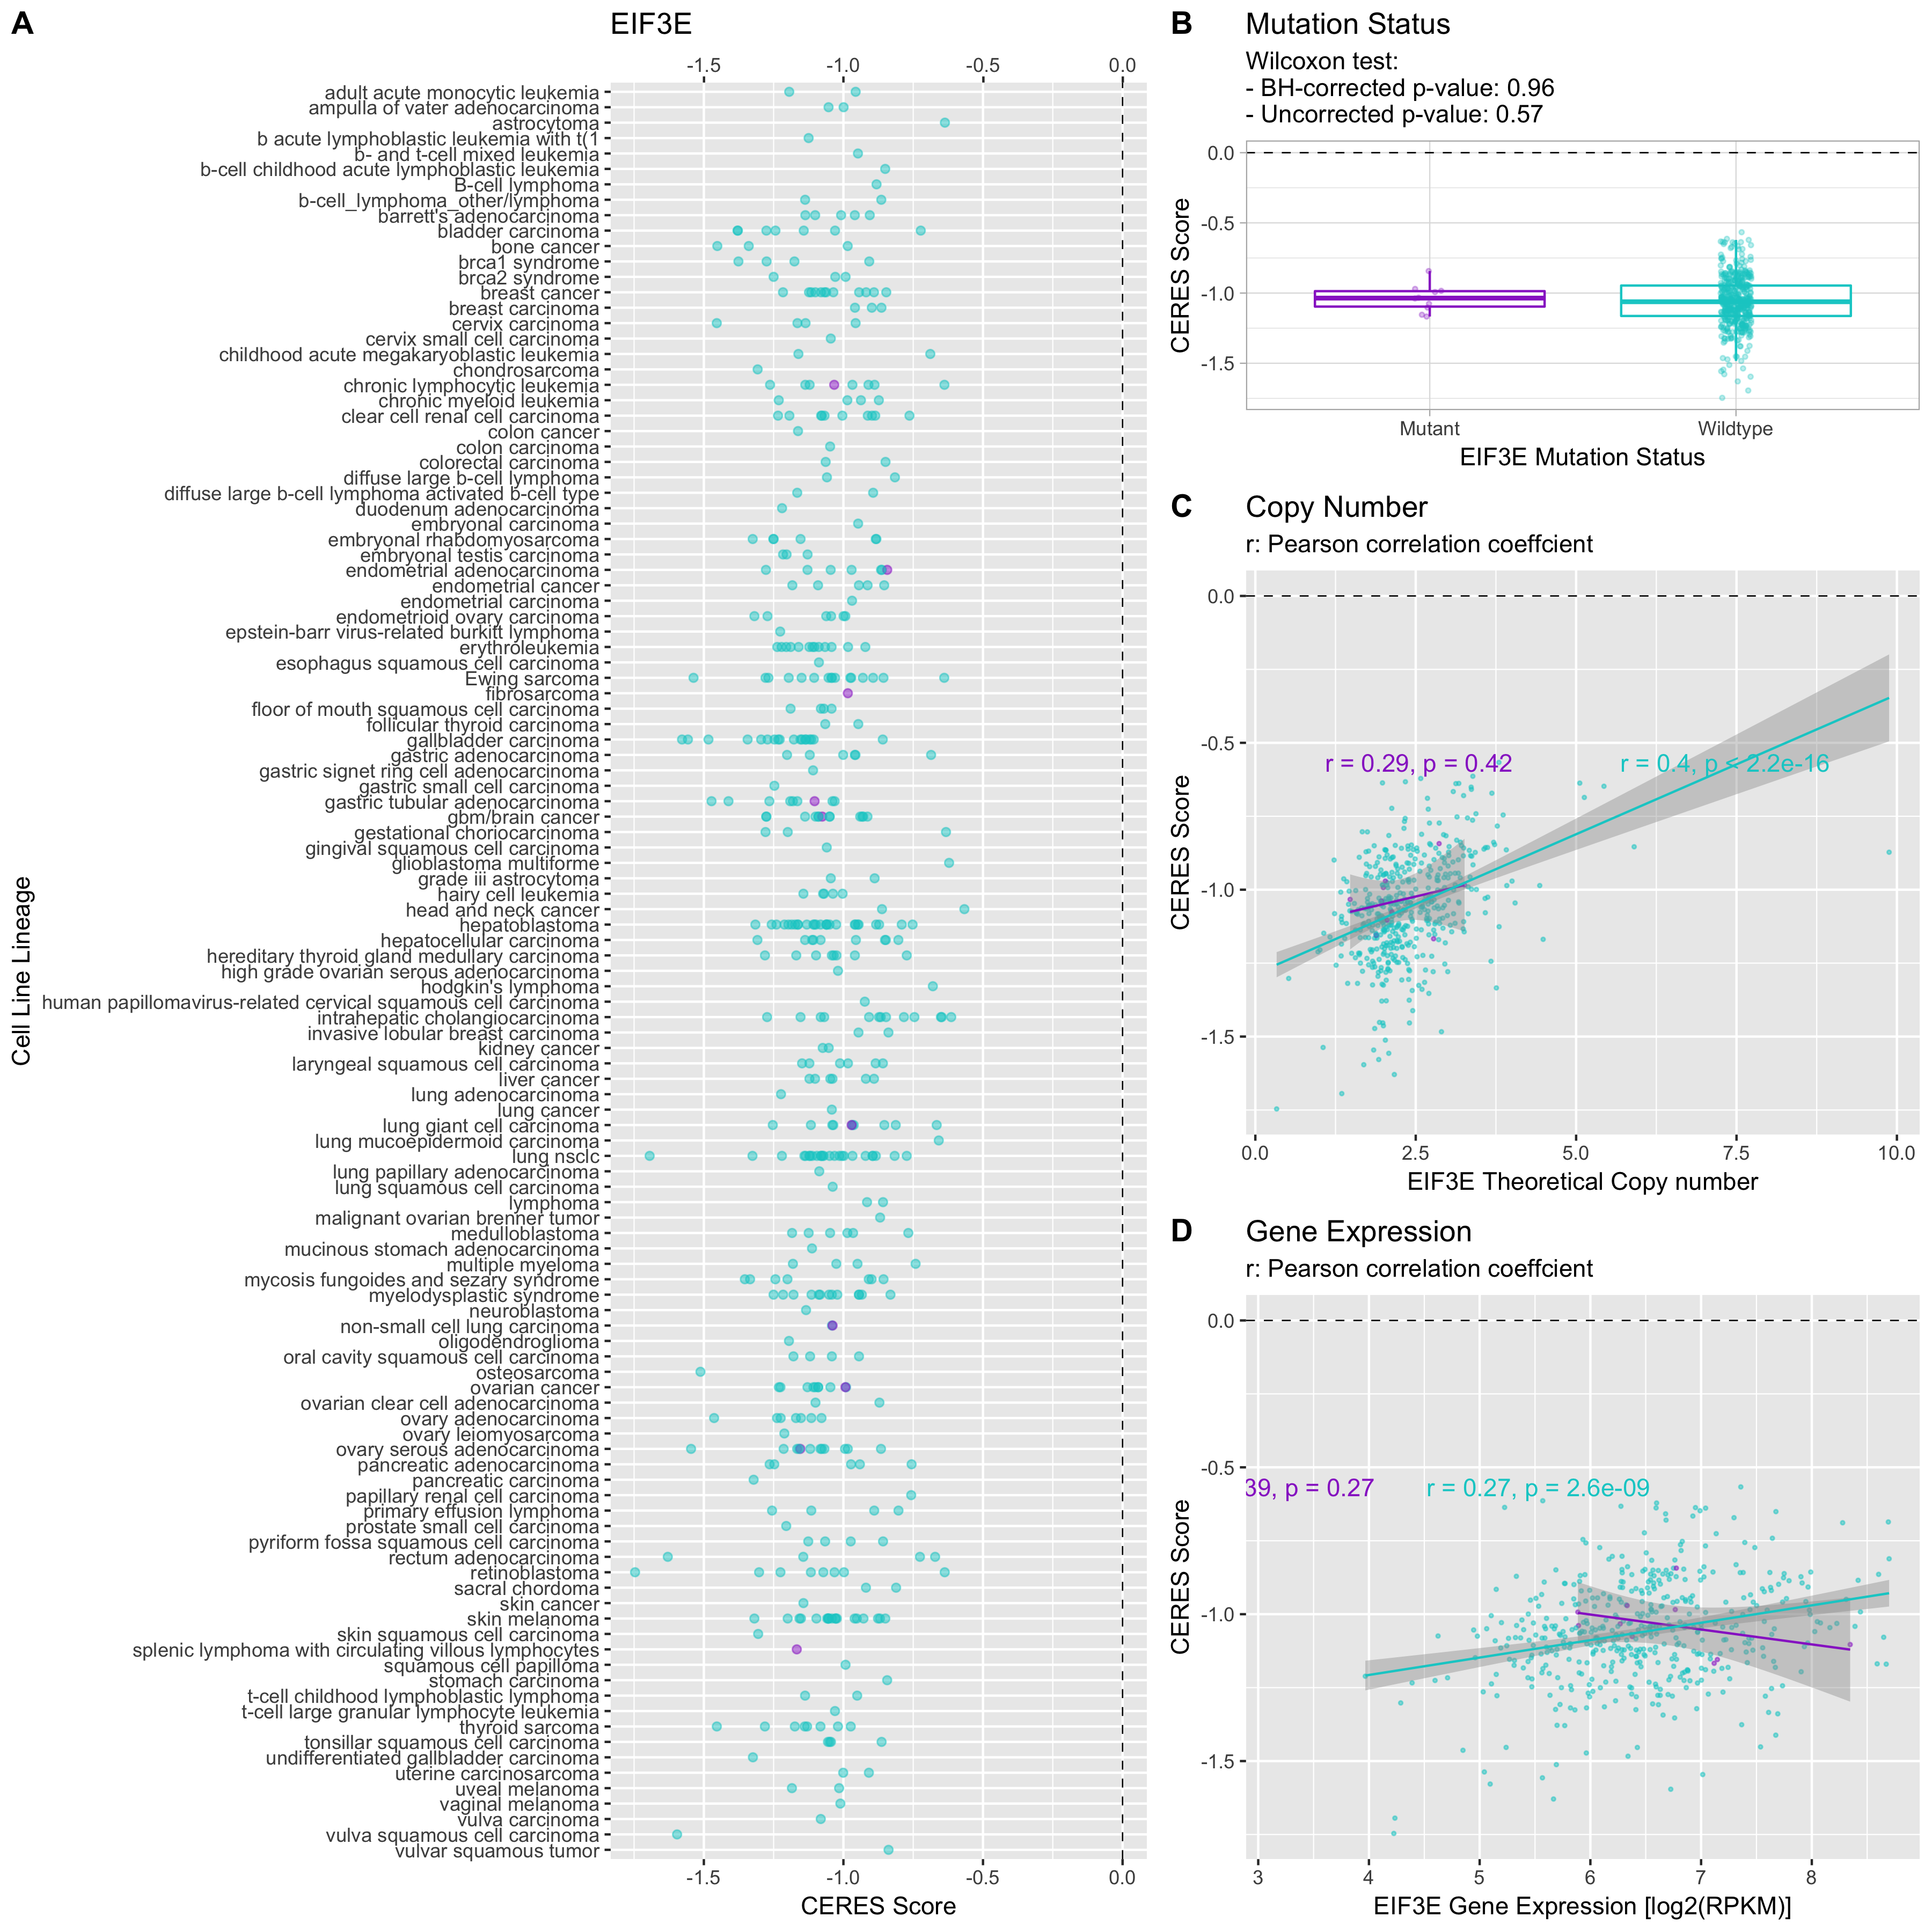 A
EIF3E
-1.5 -1.0 -0.5 0.0
adult acute monocytic leukemia
ampulla of vater adenocarcinoma
astrocytoma
b acute lymphoblastic leukemia with t(1
b- and t-cell mixed leukemia
b-cell childhood acute lymphoblastic leukemia
B-cell lymphoma
b-cell_lymphoma_other/lymphoma
barrett's adenocarcinoma
bladder carcinoma
bone cancer
brca1 syndrome
brca2 syndrome
breast cancer
breast carcinoma
cervix carcinoma
cervix small cell carcinoma
childhood acute megakaryoblastic leukemia
chondrosarcoma
chronic lymphocytic leukemia
chronic myeloid leukemia
clear cell renal cell carcinoma
colon cancer
colon carcinoma
colorectal carcinoma
diffuse large b-cell lymphoma
diffuse large b-cell lymphoma activated b-cell type
duodenum adenocarcinoma
embryonal carcinoma
embryonal rhabdomyosarcoma
embryonal testis carcinoma
endometrial adenocarcinoma
endometrial cancer
endometrial carcinoma
endometrioid ovary carcinoma
epstein-barr virus-related burkitt lymphoma
erythroleukemia
esophagus squamous cell carcinoma
Ewing sarcoma
fibrosarcoma
floor of mouth squamous cell carcinoma
follicular thyroid carcinoma
gallbladder carcinoma
gastric adenocarcinoma
gastric signet ring cell adenocarcinoma
gastric small cell carcinoma
gastric tubular adenocarcinoma
gbm/brain cancer
gestational choriocarcinoma
gingival squamous cell carcinoma
glioblastoma multiforme
grade iii astrocytoma
hairy cell leukemia
head and neck cancer
hepatoblastoma
hepatocellular carcinoma
hereditary thyroid gland medullary carcinoma
high grade ovarian serous adenocarcinoma
hodgkin's lymphoma
human papillomavirus-related cervical squamous cell carcinoma
intrahepatic cholangiocarcinoma
invasive lobular breast carcinoma
kidney cancer
laryngeal squamous cell carcinoma
liver cancer
lung adenocarcinoma
lung cancer
lung giant cell carcinoma
lung mucoepidermoid carcinoma
lung nsclc
lung papillary adenocarcinoma
lung squamous cell carcinoma
lymphoma
malignant ovarian brenner tumor
medulloblastoma
mucinous stomach adenocarcinoma
multiple myeloma
mycosis fungoides and sezary syndrome
myelodysplastic syndrome
neuroblastoma
non-small cell lung carcinoma
oligodendroglioma
oral cavity squamous cell carcinoma
osteosarcoma
ovarian cancer
ovarian clear cell adenocarcinoma
ovary adenocarcinoma
ovary leiomyosarcoma
ovary serous adenocarcinoma
pancreatic adenocarcinoma
pancreatic carcinoma
papillary renal cell carcinoma
primary effusion lymphoma
prostate small cell carcinoma
pyriform fossa squamous cell carcinoma
rectum adenocarcinoma
retinoblastoma
sacral chordoma
skin cancer
skin melanoma
skin squamous cell carcinoma
splenic lymphoma with circulating villous lymphocytes
squamous cell papilloma
stomach carcinoma
t-cell childhood lymphoblastic lymphoma
t-cell large granular lymphocyte leukemia
thyroid sarcoma
tonsillar squamous cell carcinoma
undifferentiated gallbladder carcinoma
uterine carcinosarcoma
uveal melanoma
vaginal melanoma
vulva carcinoma
vulva squamous cell carcinoma
vulvar squamous tumor
-1.5 -1.0 -0.5 0.0
CERES Score
Cell Line Lineage
B
Mutation Status
Wilcoxon test:
- BH-corrected p-value: 0.96
- Uncorrected p-value: 0.57
0.0
-0.5
-1.0
-1.5
CERES Score
Mutant Wildtype
EIF3E Mutation Status
C
Copy Number
r: Pearson correlation coeffcient
0.0
-0.5
-1.0
-1.5
CERES Score
r = 0.29, p = 0.42 r = 0.4, p < 2.2e-16
0.0 2.5 5.0 7.5 10.0
EIF3E Theoretical Copy number
D
Gene Expression
r: Pearson correlation coeffcient
0.0
-0.5
-1.0
-1.5
CERES Score
39, p = 0.27 r = 0.27, p = 2.6e-09
3 4 5 6 7 8
EIF3E Gene Expression [log2(RPKM)]